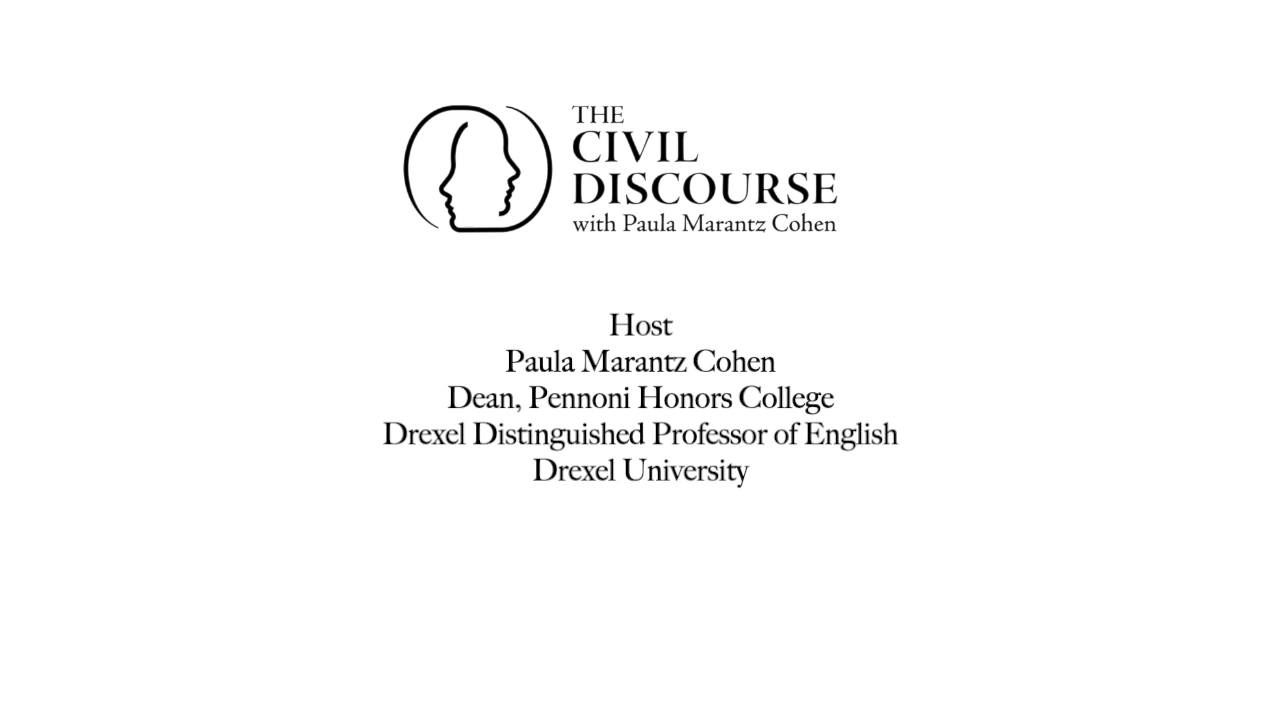 THE
CIVIL
DISCOURSE
with Paula Marantz Cohen
Host
Paula Marantz Cohen
Dean, Pennoni Honors College
Drexel Distinguished Professor of English
Drexel University